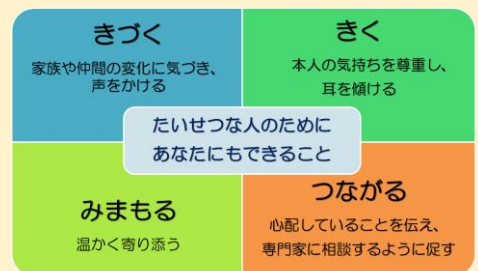 きづく
家族や仲間の変化に気づき、
声をかける
きく
本人の気持ちを尊重し、
耳を傾ける
たいせつな人のために
あなたにもできること
みまもる
温かく寄り添う
つながる
心配していることを伝え、
専門家に相談するように促す